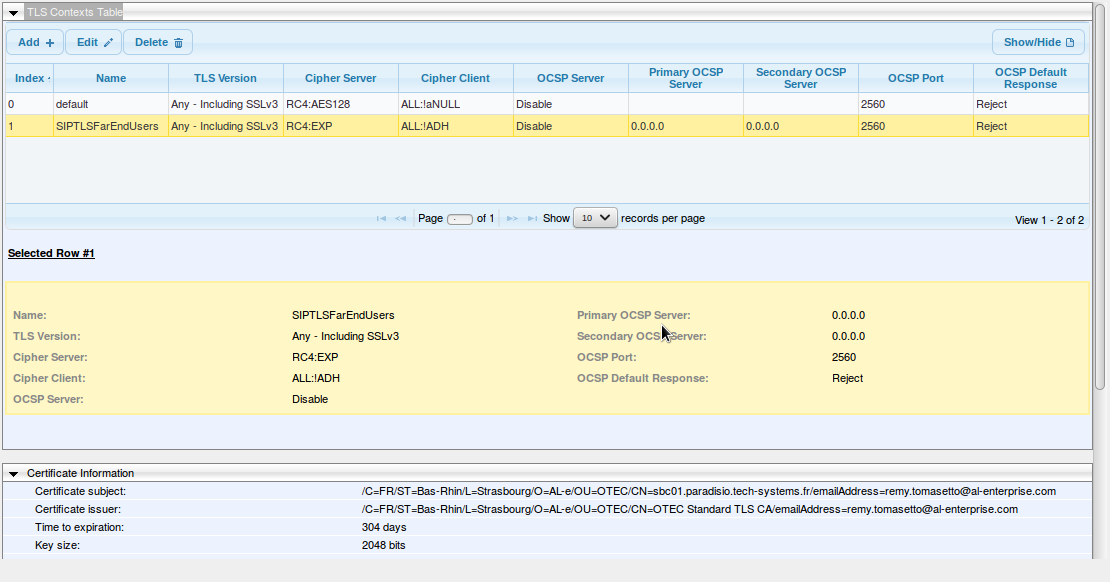 TLS Contexts Table
Add + Edit Delete Show/Hide
Index Name TLS Version Cipher Server Cipher Client OCSP Server Primary OCSP Server Secondary OCSP Server OCSP Port OCSP Default Response
0 default Any - Including SSLv3 RC4:AES128 ALL:!aNULL Disable 2560 Reject
1 SIPTLSFarEndUsers Any - Including SSLv3 RC4:EXP ALL:!ADH Disable 0.0.0.0 0.0.0.0 2560 Reject
Page of 1 Show 10 records per page View 1 - 2 of 2
Selected Row #1
Name: SIPTLSFarEndUsers Primary OCSP Server: 0.0.0.0
TLS Version: Any - Including SSLv3 Secondary OCSP Server: 0.0.0.0
Cipher Server: RC4:EXP OCSP Port: 2560
Cipher Client: ALL:!ADH OCSP Default Response: Reject
OCSP Server: Disable
Certificate Information
Certificate subject: /C=FR/ST=Bas-Rhin/L=Strasbourg/O=AL-e/OU=OTEC/CN=sbc01.paradisio.tech-systems.fr/emailAddress=remy.tomasetto@al-enterprise.com
Certificate issuer: /C=FR/ST=Bas-Rhin/L=Strasbourg/O=AL-e/OU=OTEC/CN=OTEC Standard TLS CA/emailAddress=remy.tomasetto@al-enterprise.com
Time to expiration: 304 days
Key size: 2048 bits